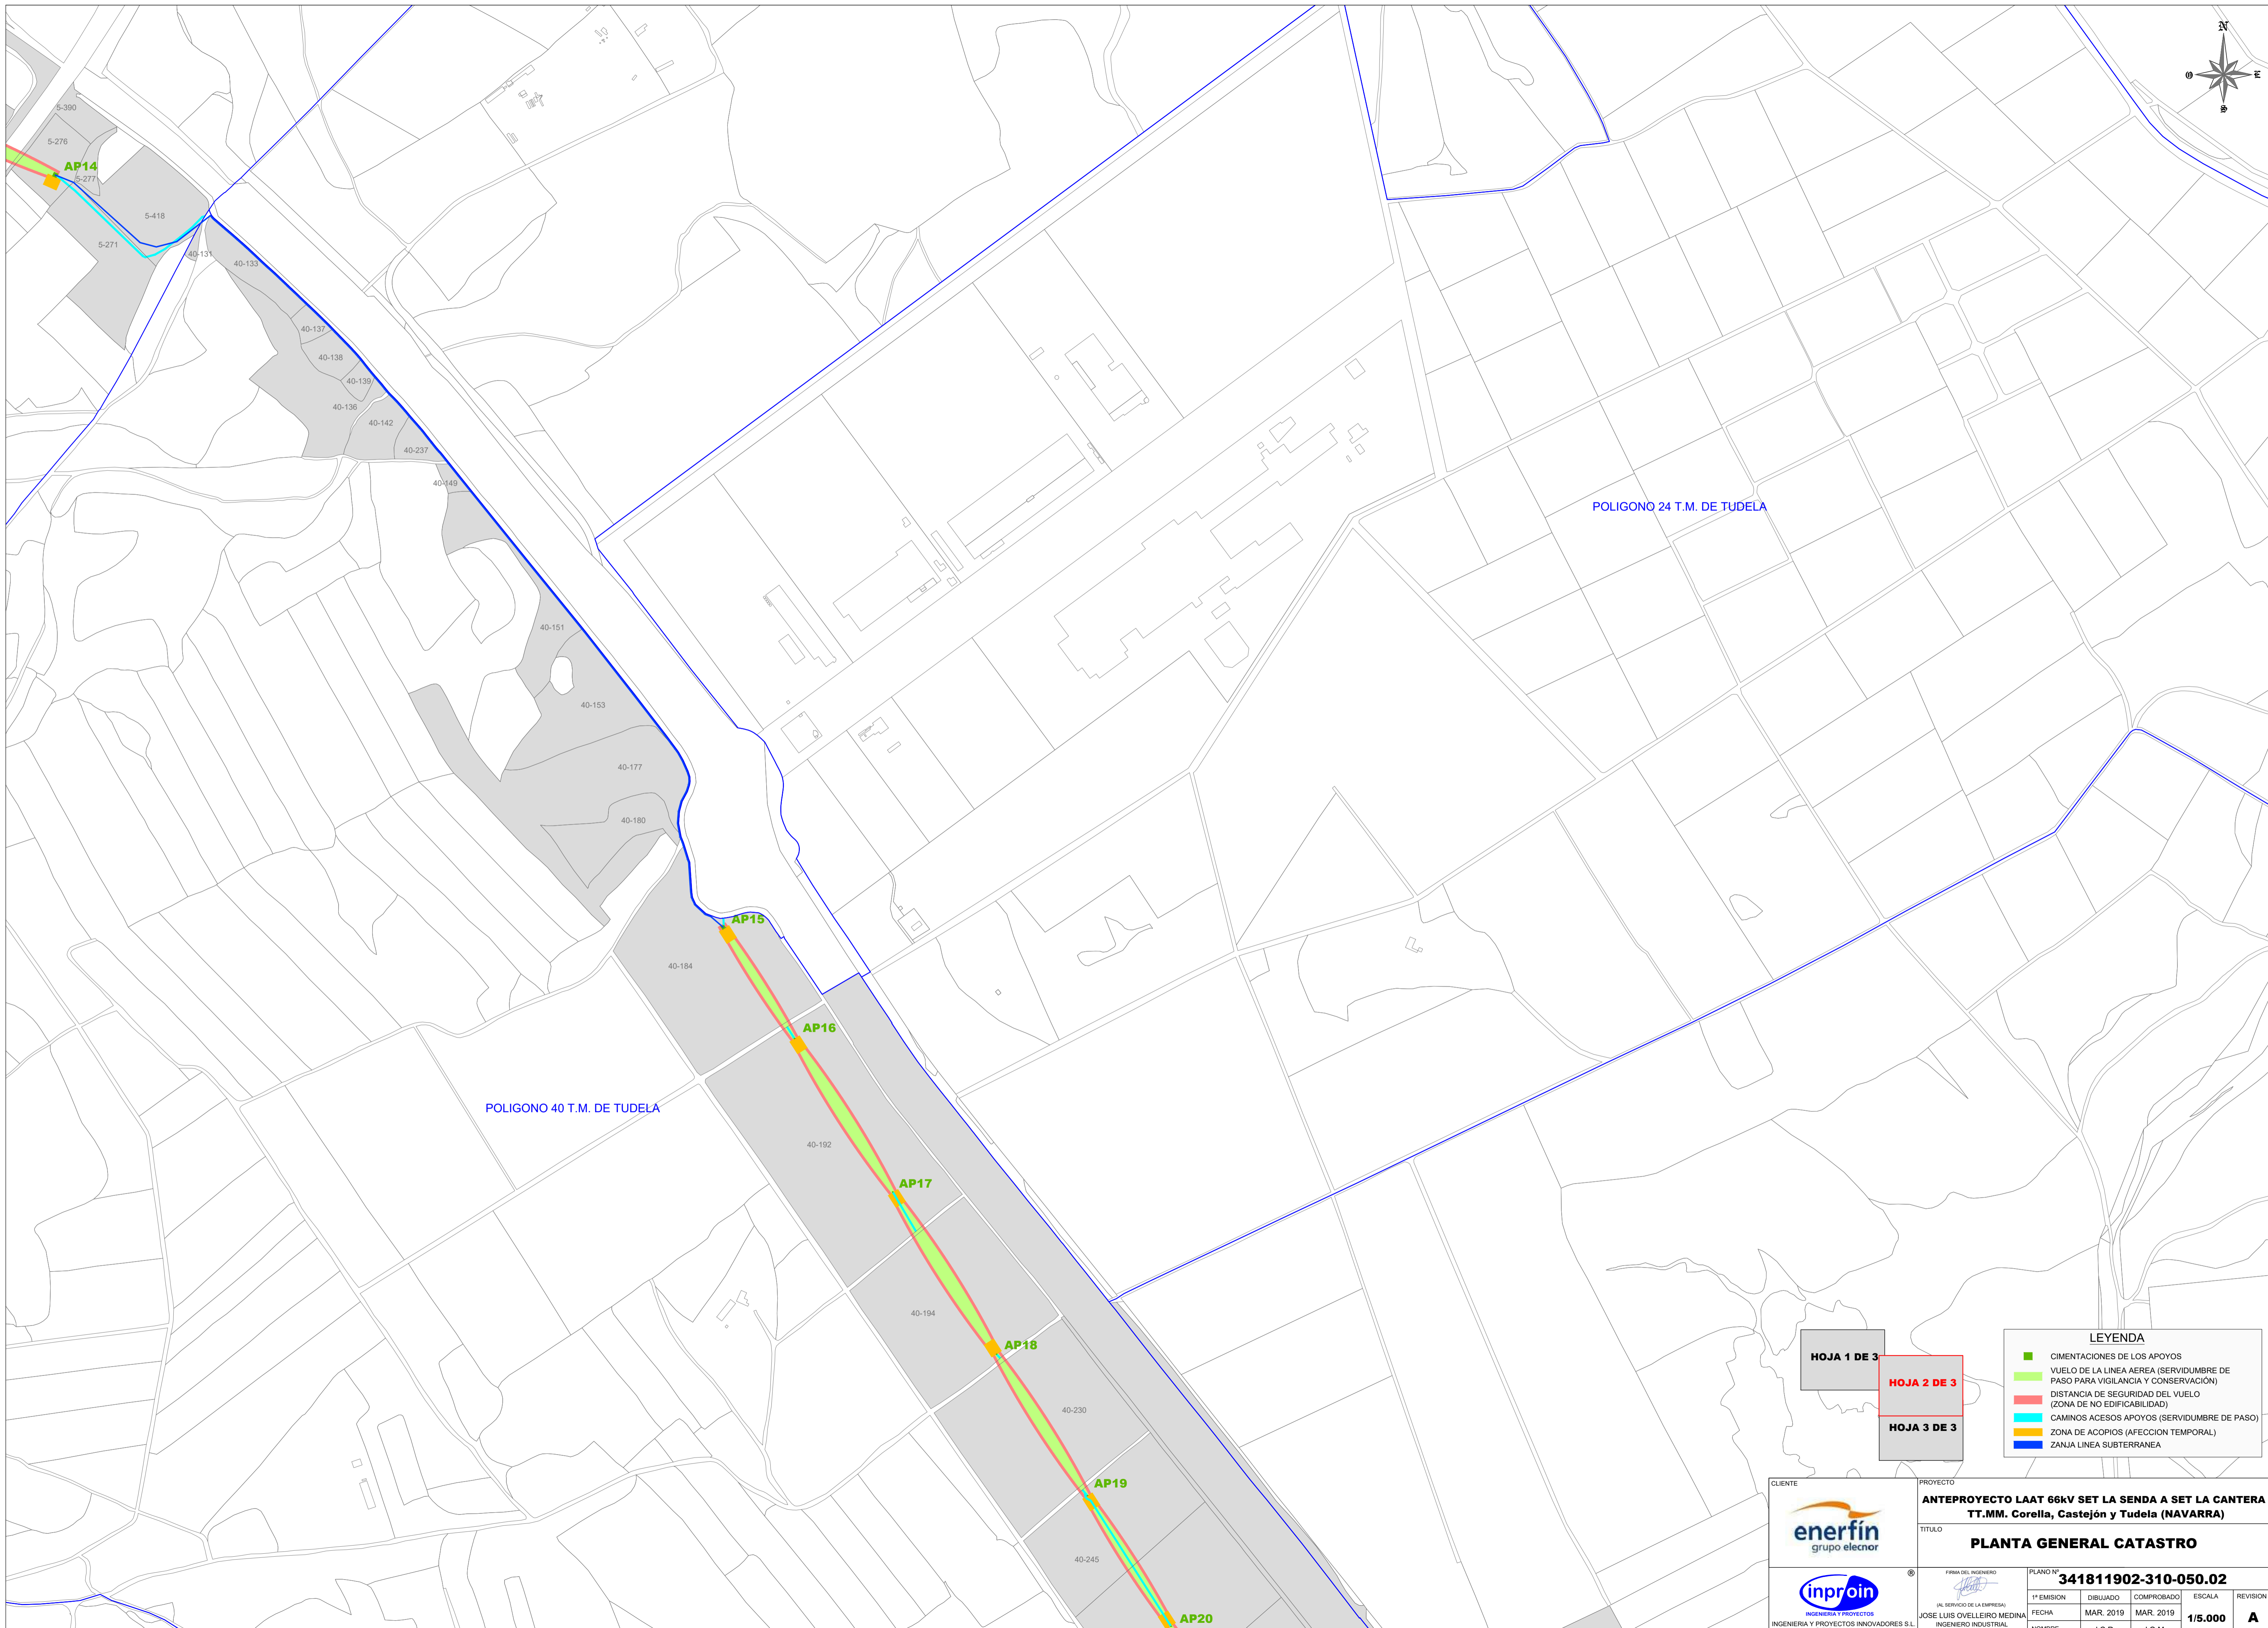 N
O
E
S
5-390
5-276
AP14
5-277
5-418
5-271
40-131
40-133
40-137
40-138
40-139
40-136
40-142
40-237
40-149
POLIGONO 24 T.M. DE TUDELA
40-151
40-153
40-177
40-180
AP15
40-184
AP16
POLIGONO 40 T.M. DE TUDELA
40-192
AP17
40-194
AP18
40-230
AP19
40-245
AP20
HOJA 1 DE 3
HOJA 2 DE 3
HOJA 3 DE 3
LEYENDA
CIMENTACIONES DE LOS APOYOS
VUELO DE LA LINEA AEREA (SERVIDUMBRE DE
PASO PARA VIGILANCIA Y CONSERVACIÓN)
DISTANCIA DE SEGURIDAD DEL VUELO
(ZONA DE NO EDIFICABILIDAD)
CAMINOS ACESOS APOYOS (SERVIDUMBRE DE PASO)
ZONA DE ACOPIOS (AFECCION TEMPORAL)
ZANJA LINEA SUBTERRANEA
CLIENTE
enerfín
grupo elecnor
PROYECTO
ANTEPROYECTO LAAT 66kV SET LA SENDA A SET LA CANTERA
TT.MM. Corella, Castejón y Tudela (NAVARRA)
TITULO
PLANTA GENERAL CATASTRO
inproin
®
INGENIERIA Y PROYECTOS
INGENIERIA Y PROYECTOS INNOVADORES S.L.
FIRMA DEL INGENIERO
(AL SERVICIO DE LA EMPRESA)
JOSE LUIS OVELLEIRO MEDINA
INGENIERO INDUSTRIAL
PLANO Nº
341811902-310-050.02
1ª EMISION DIBUJADO COMPROBADO ESCALA REVISION
FECHA MAR. 2019 MAR. 2019 1/5.000 A